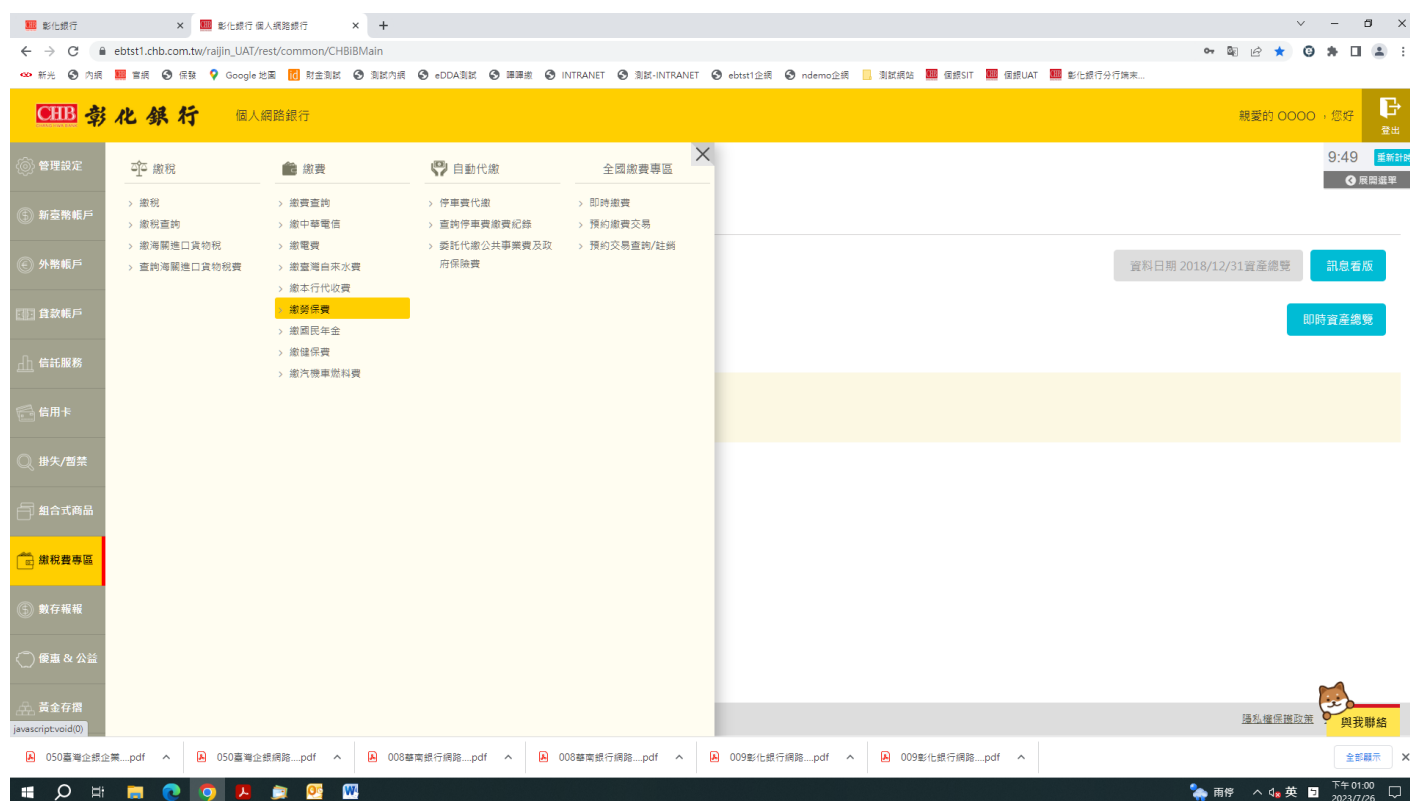 彰化銀行
彰化銀行 個人網路銀行
ebtst1.chb.com.tw/raijin_UAT/rest/common/CHBiBMain
新光 內網 官網 保發 Google 地圖 財金測試 測試內網 eDDA測試 INTRANET 測試-INTRANET ebtst1企網 ndemo企網 測試網站 個銀SIT 個銀UAT 彰化銀行分行端末...
CHB 彰化銀行 個人網路銀行 親愛的 OOOO ，您好 登出
9:49 重新計時
展開選單
管理設定
新臺幣帳戶
外幣帳戶
貸款帳戶
信託服務
信用卡
掛失/暫禁
組合式商品
繳稅費專區
數存報報
優惠 & 公益
黃金存摺
繳稅
› 繳稅
› 繳稅查詢
› 繳海關進口貨物稅
› 查詢海關進口貨物稅費
繳費
› 繳費查詢
› 繳中華電信
› 繳電費
› 繳臺灣自來水費
› 繳本行代收費
› 繳勞保費
› 繳國民年金
› 繳健保費
› 繳汽機車燃料費
自動代繳
› 停車費代繳
› 查詢停車費繳費紀錄
› 委託代繳公共事業費及政
府保險費
全國繳費專區
› 即時繳費
› 預約繳費交易
› 預約交易查詢/註銷
資料日期 2018/12/31資產總覽 訊息看版
即時資產總覽
隱私權保護政策
與我聯絡
javascript:void(0)
050臺灣企銀企業....pdf 050臺灣企銀網路....pdf 008華南銀行網路....pdf 008華南銀行網路....pdf 009彰化銀行網路....pdf 009彰化銀行網路....pdf 全部顯示
雨停 英 下午 01:00
2023/7/26